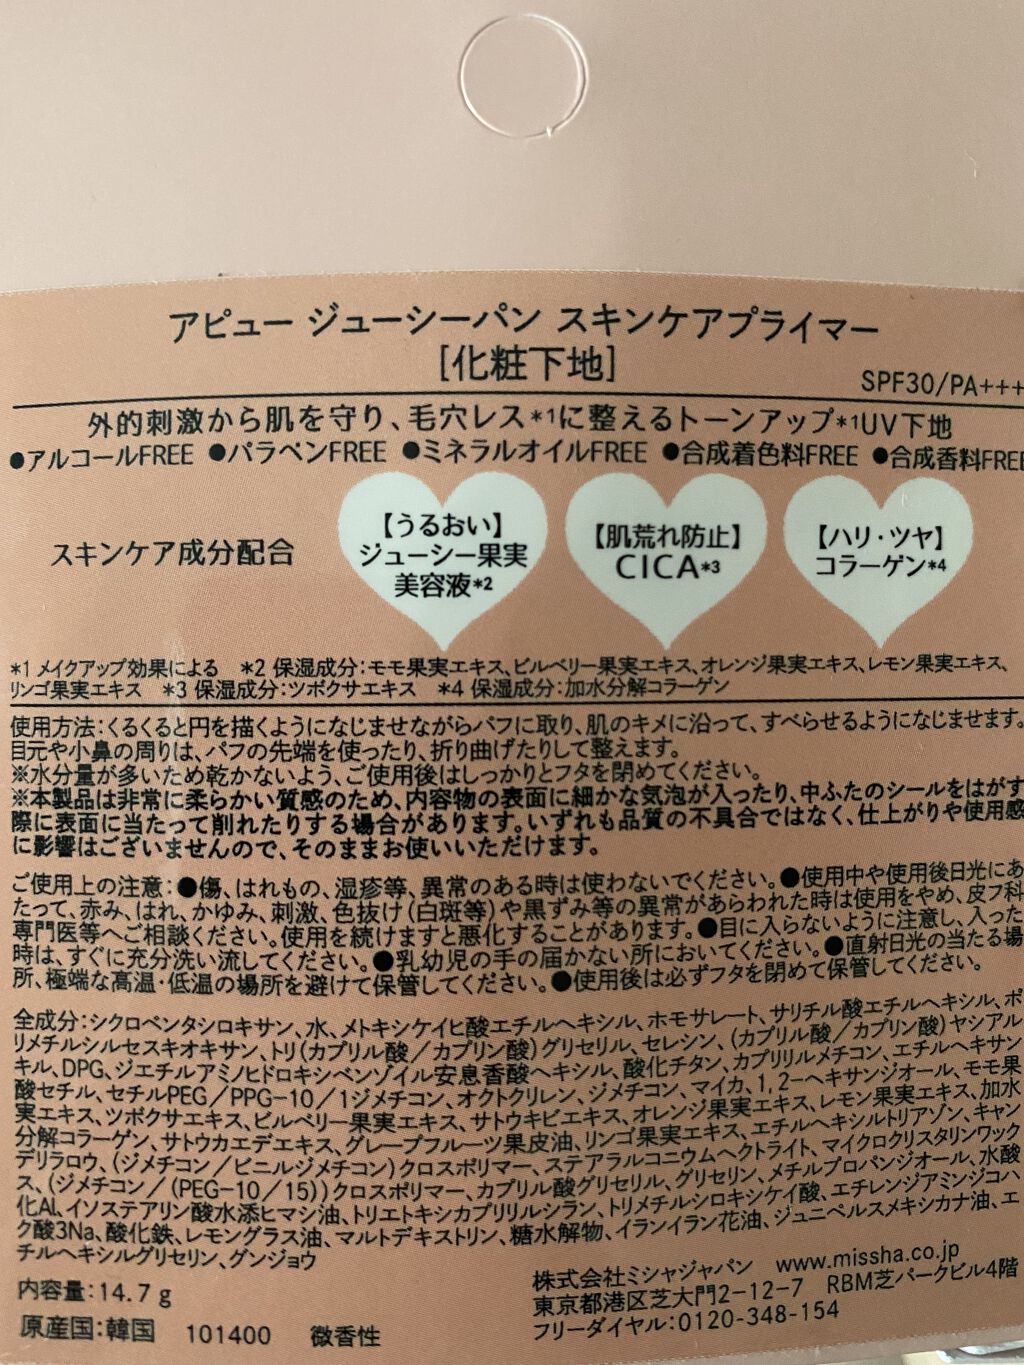 アピュー ジューシーパン スキンケアプライマー
[化粧下地]
SPF30/PA+++
外的刺激から肌を守り、毛穴レス*1に整えるトーンアップ*1UV下地
●アルコールFREE ●パラベンFREE ●ミネラルオイルFREE ●合成着色料FREE ●合成香料FREE
スキンケア成分配合
【うるおい】
ジューシー果実
美容液*2
【肌荒れ防止】
CICA*3
【ハリ・ツヤ】
コラーゲン*4
*1 メイクアップ効果による *2 保湿成分:モモ果実エキス、ビルベリー果実エキス、オレンジ果実エキス、レモン果実エキス、
リンゴ果実エキス *3 保湿成分:ツボクサエキス *4 保湿成分:加水分解コラーゲン
使用方法:くるくると円を描くようになじませながらパフに取り、肌のキメに沿って、すべらせるようになじませます。
目元や小鼻の周りは、パフの先端を使ったり、折り曲げたりして整えます。
※水分量が多いため乾かないよう、ご使用後はしっかりとフタを閉めてください。
※本製品は非常に柔らかい質感のため、内容物の表面に細かな気泡が入ったり、中ふたのシールをはがす
際に表面に当たって削れたりする場合があります。いずれも品質の不具合ではなく、仕上がりや使用感
に影響はございませんので、そのままお使いいただけます。
ご使用上の注意:●傷、はれもの、湿疹等、異常のある時は使わないでください。●使用中や使用後日光にあ
たって、赤み、はれ、かゆみ、刺激、色抜け(白斑等)や黒ずみ等の異常があらわれた時は使用をやめ、皮フ科
専門医等へご相談ください。使用を続けますと悪化することがあります。●目に入らないように注意し、入った
時は、すぐに充分洗い流してください。●乳幼児の手の届かない所においてください。●直射日光の当たる場
所、極端な高温・低温の場所を避けて保管してください。●使用後は必ずフタを閉めて保管してください。
全成分:シクロペンタシロキサン、水、メトキシケイヒ酸エチルヘキシル、ホモサレート、サリチル酸エチルヘキシル、ポ
リメチルシルセスキオキサン、トリ(カプリル酸/カプリン酸)グリセリル、セレシン、(カプリル酸/カプリン酸)ヤシアル
キル、DPG、ジエチルアミノヒドロキシベンゾイル安息香酸ヘキシル、酸化チタン、カプリリルメチコン、エチルヘキサン
酸セチル、セチルPEG/PPG-10/1ジメチコン、オクトクリレン、ジメチコン、マイカ、1,2-ヘキサンジオール、モモ果
実エキス、ツボクサエキス、ビルベリー果実エキス、サトウキビエキス、オレンジ果実エキス、レモン果実エキス、加水
分解コラーゲン、サトウカエデエキス、グレープフルーツ果皮油、リンゴ果実エキス、エチルヘキシルトリアゾン、キャン
デリラロウ、(ジメチコン/ビニルジメチコン)クロスポリマー、ステアラルコニウムヘクトライト、マイクロクリスタリンワック
ス、(ジメチコン/(PEG-10/15))クロスポリマー、カプリル酸グリセリル、グリセリン、メチルプロパンジオール、水酸
化Al、イソステアリン酸水添ヒマシ油、トリエトキシカプリリルシラン、トリメチルシロキシケイ酸、エチレンジアミンジコハ
ク酸3Na、酸化鉄、レモングラス油、マルトデキストリン、糖水解物、イランイラン花油、ジュニペルスメキシカナ油、エ
チルヘキシルグリセリン、グンジョウ
内容量:14.7g
原産国:韓国 101400 微香性
株式会社ミシャジャパン www.missha.co.jp
東京都港区芝大門2-12-7 RBM芝パークビル4階
フリーダイヤル:0120-348-154